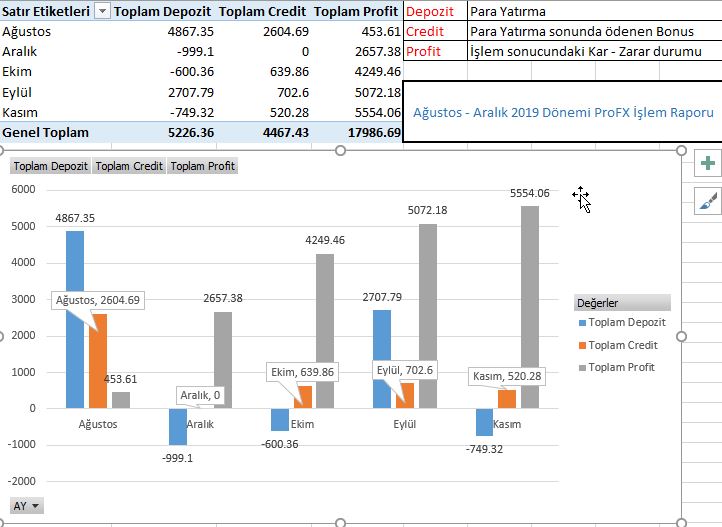 Satır Etiketleri Toplam Depozit Toplam Credit Toplam Profit
Ağustos 4867.35 2604.69 453.61
Aralık -999.1 0 2657.38
Ekim -600.36 639.86 4249.46
Eylül 2707.79 702.6 5072.18
Kasım -749.32 520.28 5554.06
Genel Toplam 5226.36 4467.43 17986.69
Depozit Para Yatırma
Credit Para Yatırma sonunda ödenen Bonus
Profit İşlem sonucundaki Kar - Zarar durumu
Ağustos - Aralık 2019 Dönemi ProFX İşlem Raporu
Toplam Depozit Toplam Credit Toplam Profit
6000
5000
4000
3000
2000
1000
0
-1000
-2000
4867.35
Ağustos, 2604.69
453.61
Ağustos
2657.38
Aralık, 0
Aralık
-999.1
4249.46
Ekim, 639.86
Ekim
-600.36
5072.18
2707.79
Eylül, 702.6
Eylül
5554.06
Kasım, 520.28
Kasım
-749.32
Değerler
Toplam Depozit
Toplam Credit
Toplam Profit
AY